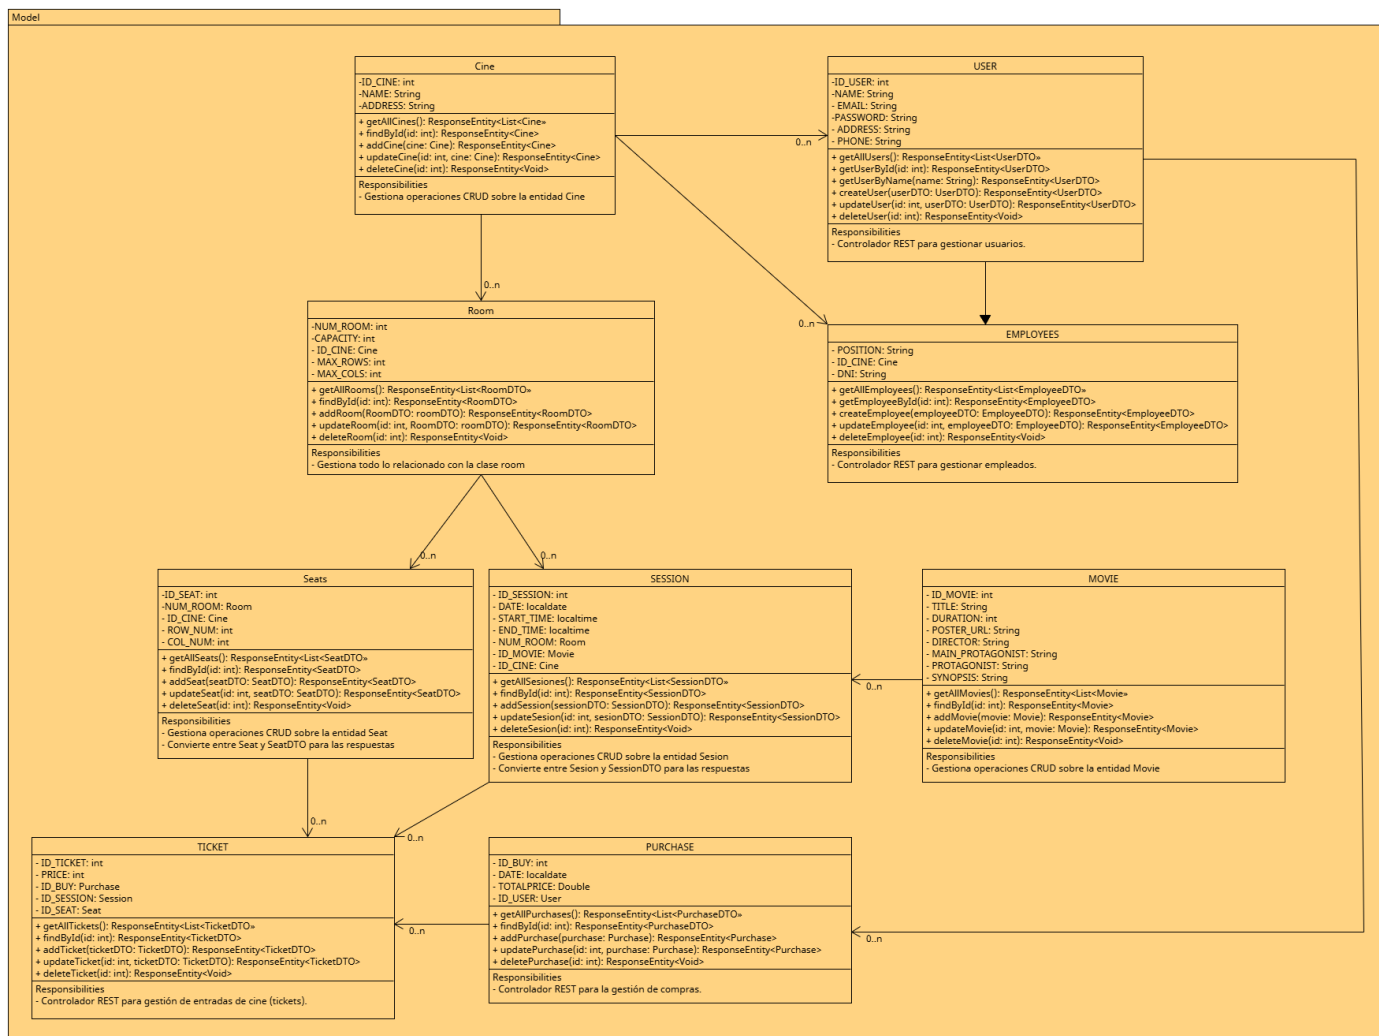 Model
Cine
-ID_CINE: int
-NAME: String
-ADDRESS: String
+ getAllCines(): ResponseEntity<List<Cine»
+ findById(id: int): ResponseEntity<Cine>
+ addCine(cine: Cine): ResponseEntity<Cine>
+ updateCine(id: int, cine: Cine): ResponseEntity<Cine>
+ deleteCine(id: int): ResponseEntity<Void>
Responsibilities
- Gestiona operaciones CRUD sobre la entidad Cine
USER
-ID_USER: int
-NAME: String
- EMAIL: String
-PASSWORD: String
- ADDRESS: String
- PHONE: String
+ getAllUsers(): ResponseEntity<List<UserDTO»
+ getUserById(id: int): ResponseEntity<UserDTO>
+ getUserByName(name: String): ResponseEntity<UserDTO>
+ createUser(userDTO: UserDTO): ResponseEntity<UserDTO>
+ updateUser(id: int, userDTO: UserDTO): ResponseEntity<UserDTO>
+ deleteUser(id: int): ResponseEntity<Void>
Responsibilities
- Controlador REST para gestionar usuarios.
0..n
0..n
0..n
Room
-NUM_ROOM: int
-CAPACITY: int
- ID_CINE: Cine
- MAX_ROWS: int
- MAX_COLS: int
+ getAllRooms(): ResponseEntity<List<RoomDTO»
+ findById(id: int): ResponseEntity<RoomDTO>
+ addRoom(RoomDTO: roomDTO): ResponseEntity<RoomDTO>
+ updateRoom(id: int, RoomDTO: roomDTO): ResponseEntity<RoomDTO>
+ deleteRoom(id: int): ResponseEntity<Void>
Responsibilities
- Gestiona todo lo relacionado con la clase room
EMPLOYEES
- POSITION: String
- ID_CINE: Cine
- DNI: String
+ getAllEmployees(): ResponseEntity<List<EmployeeDTO»
+ getEmployeeById(id: int): ResponseEntity<EmployeeDTO>
+ createEmployee(employeeDTO: EmployeeDTO): ResponseEntity<EmployeeDTO>
+ updateEmployee(id: int, employeeDTO: EmployeeDTO): ResponseEntity<EmployeeDTO>
+ deleteEmployee(id: int): ResponseEntity<Void>
Responsibilities
- Controlador REST para gestionar empleados.
0..n
0..n
Seats
-ID_SEAT: int
-NUM_ROOM: Room
- ID_CINE: Cine
- ROW_NUM: int
- COL_NUM: int
+ getAllSeats(): ResponseEntity<List<SeatDTO»
+ findById(id: int): ResponseEntity<SeatDTO>
+ addSeat(seatDTO: SeatDTO): ResponseEntity<SeatDTO>
+ updateSeat(id: int, seatDTO: SeatDTO): ResponseEntity<SeatDTO>
+ deleteSeat(id: int): ResponseEntity<Void>
Responsibilities
- Gestiona operaciones CRUD sobre la entidad Seat
- Convierte entre Seat y SeatDTO para las respuestas
SESSION
- ID_SESSION: int
- DATE: localdate
- START_TIME: localtime
- END_TIME: localtime
- NUM_ROOM: Room
- ID_MOVIE: Movie
- ID_CINE: Cine
+ getAllSesiones(): ResponseEntity<List<SessionDTO»
+ findById(id: int): ResponseEntity<SessionDTO>
+ addSession(sessionDTO: SessionDTO): ResponseEntity<SessionDTO>
+ updateSesion(id: int, sesionDTO: SessionDTO): ResponseEntity<SessionDTO>
+ deleteSesion(id: int): ResponseEntity<Void>
Responsibilities
- Gestiona operaciones CRUD sobre la entidad Sesion
- Convierte entre Sesion y SessionDTO para las respuestas
0..n
MOVIE
- ID_MOVIE: int
- TITLE: String
- DURATION: int
- POSTER_URL: String
- DIRECTOR: String
- MAIN_PROTAGONIST: String
- PROTAGONIST: String
- SYNOPSIS: String
+ getAllMovies(): ResponseEntity<List<Movie»
+ findById(id: int): ResponseEntity<Movie>
+ addMovie(movie: Movie): ResponseEntity<Movie>
+ updateMovie(id: int, movie: Movie): ResponseEntity<Movie>
+ deleteMovie(id: int): ResponseEntity<Void>
Responsibilities
- Gestiona operaciones CRUD sobre la entidad Movie
0..n
0..n
TICKET
- ID_TICKET: int
- PRICE: int
- ID_BUY: Purchase
- ID_SESSION: Session
- ID_SEAT: Seat
+ getAllTickets(): ResponseEntity<List<TicketDTO»
+ findById(id: int): ResponseEntity<TicketDTO>
+ addTicket(ticketDTO: TicketDTO): ResponseEntity<TicketDTO>
+ updateTicket(id: int, ticketDTO: TicketDTO): ResponseEntity<TicketDTO>
+ deleteTicket(id: int): ResponseEntity<Void>
Responsibilities
- Controlador REST para gestión de entradas de cine (tickets).
0..n
PURCHASE
- ID_BUY: int
- DATE: localdate
- TOTALPRICE: Double
- ID_USER: User
+ getAllPurchases(): ResponseEntity<List<PurchaseDTO»
+ findById(id: int): ResponseEntity<PurchaseDTO>
+ addPurchase(purchase: Purchase): ResponseEntity<Purchase>
+ updatePurchase(id: int, purchase: Purchase): ResponseEntity<Purchase>
+ deletePurchase(id: int): ResponseEntity<Void>
Responsibilities
- Controlador REST para la gestión de compras.
0..n